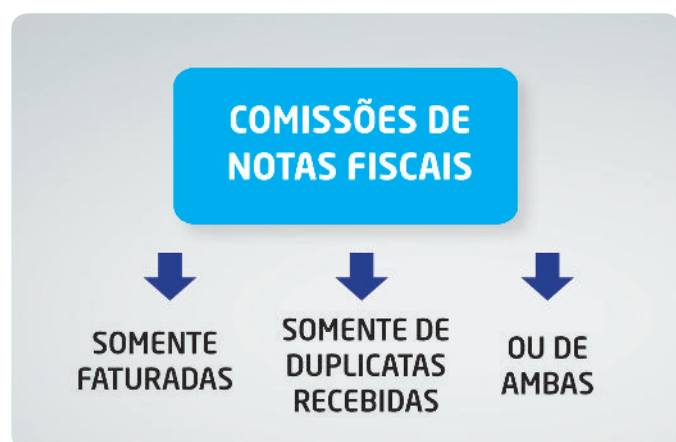 COMISSÕES DE
NOTAS FISCAIS
SOMENTE
FATURADAS
SOMENTE DE
DUPLICATAS
RECEBIDAS
OU DE
AMBAS